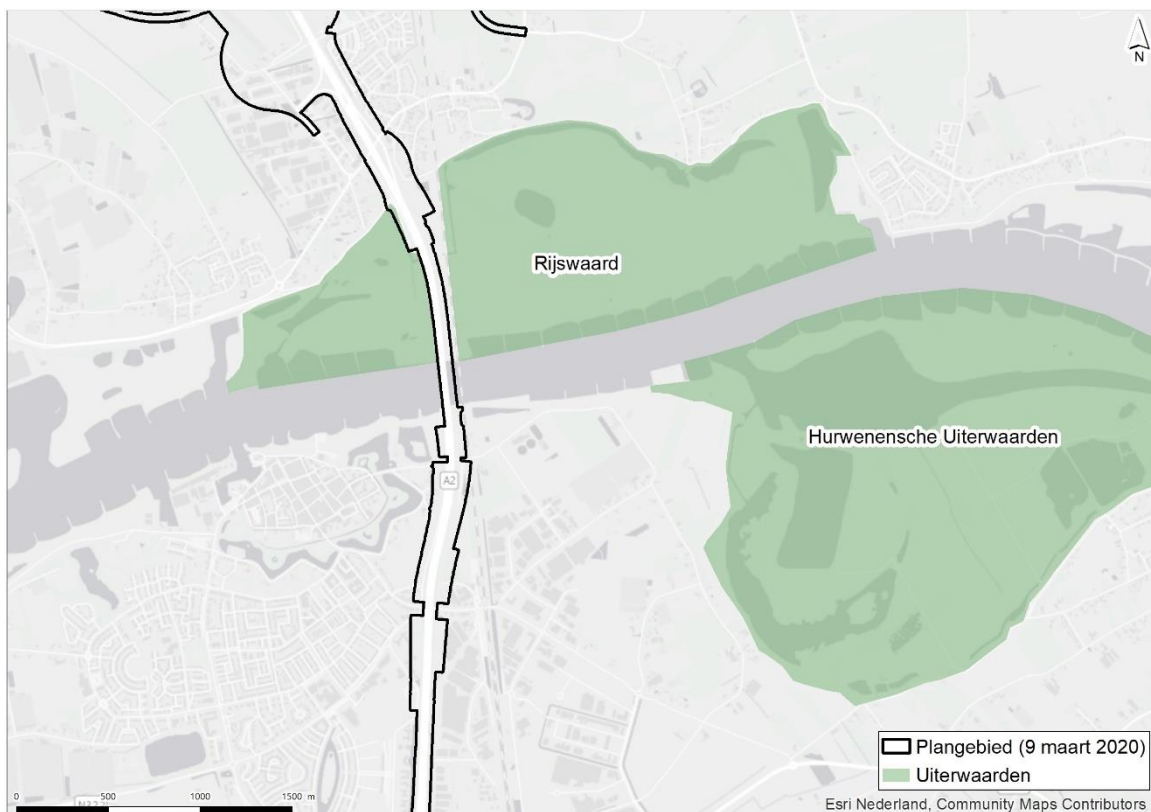 N
Rijswaard
Hurwenensche Uiterwaarden
A2
Plangebied (9 maart 2020)
Uiterwaarden
0 500 1000 1500 m
Esri Nederland, Community Maps Contributors